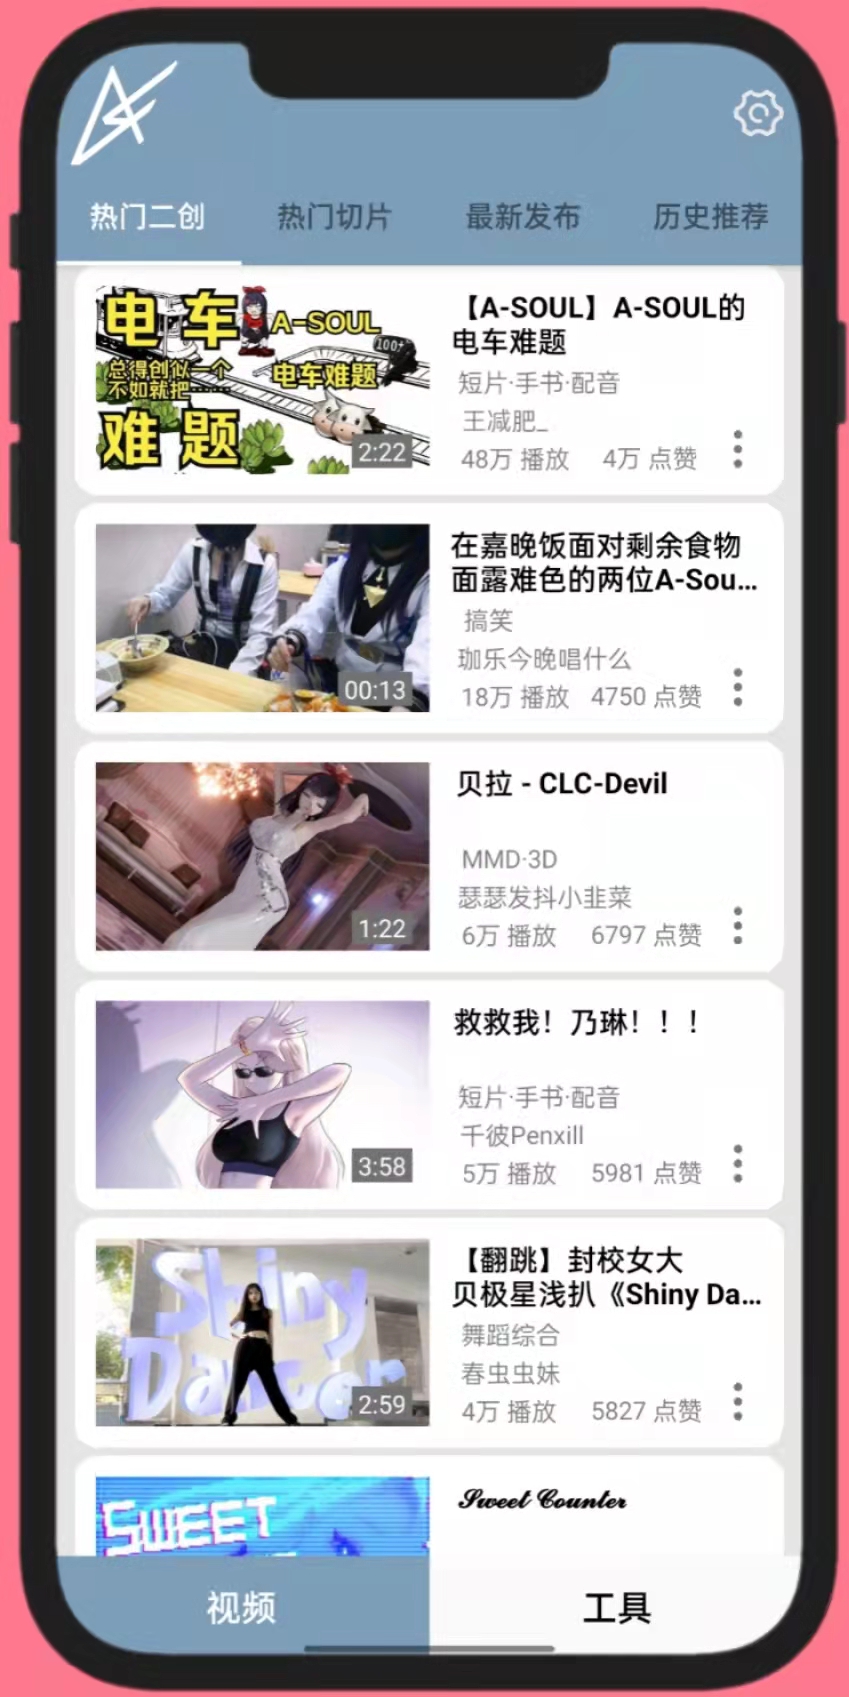 热门二创
热门切片
最新发布
历史推荐
电车
A-SOUL
100+
总得创似一个
不如就把……
电车难题
难题
2:22
【A-SOUL】A-SOUL的
电车难题
短片·手书·配音
王减肥_
48万 播放
4万 点赞
00:13
在嘉晚饭面对剩余食物
面露难色的两位A-Sou...
搞笑
珈乐今晚唱什么
18万 播放
4750 点赞
1:22
贝拉 - CLC-Devil
MMD·3D
瑟瑟发抖小韭菜
6万 播放
6797 点赞
3:58
救救我！乃琳！！！
短片·手书·配音
千彼Penxill
5万 播放
5981 点赞
Shiny
Dancer
2:59
【翻跳】封校女大
贝极星浅扒《Shiny Da...
舞蹈综合
春虫虫妹
4万 播放
5827 点赞
SWEET
Sweet Counter
视频
工具